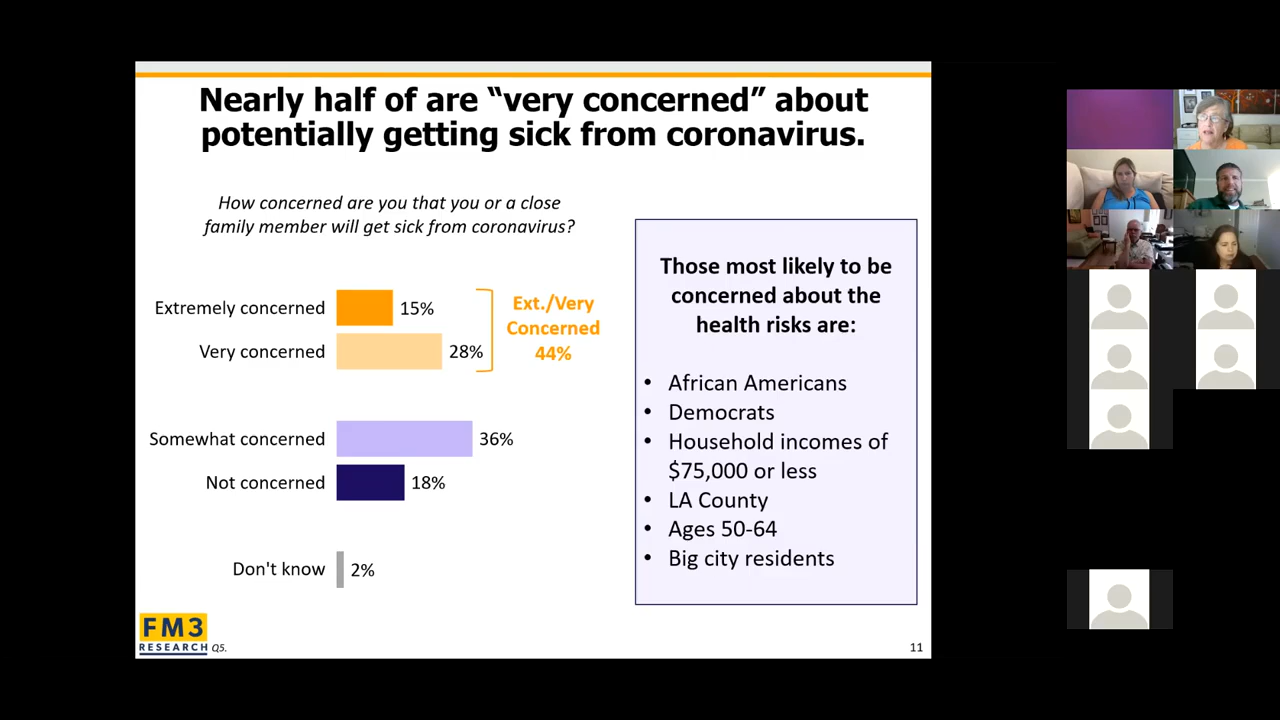 Nearly half of are “very concerned” about
potentially getting sick from coronavirus.
How concerned are you that you or a close
family member will get sick from coronavirus?
Extremely concerned 15%
Very concerned 28%
Ext./Very
Concerned
44%
Somewhat concerned 36%
Not concerned 18%
Don't know 2%
Those most likely to be
concerned about the
health risks are:
• African Americans
• Democrats
• Household incomes of
$75,000 or less
• LA County
• Ages 50-64
• Big city residents
FM3
RESEARCH
Q5.
11